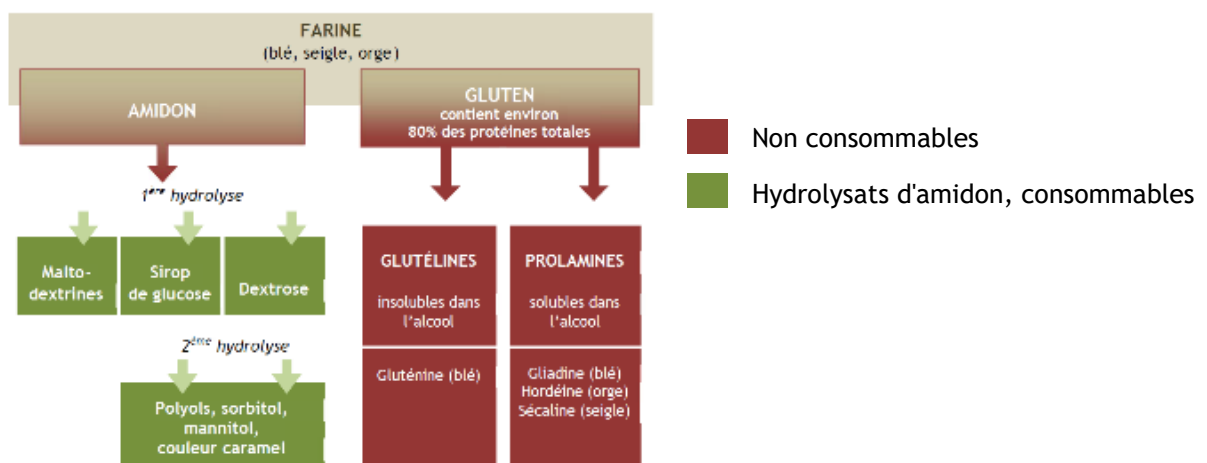 FARINE
(blé, seigle, orge)
AMIDON
GLUTEN
contient environ
80% des protéines totales
1ère hydrolyse
Malto-
dextrines
Sirop
de glucose
Dextrose
2ème hydrolyse
Polyols, sorbitol,
mannitol,
couleur caramel
GLUTÉLINES
insolubles dans
l'alcool
Gluténine (blé)
PROLAMINES
solubles dans
l'alcool
Gliadine (blé)
Hordéine (orge)
Sécaline (seigle)
Non consommables
Hydrolysats d'amidon, consommables